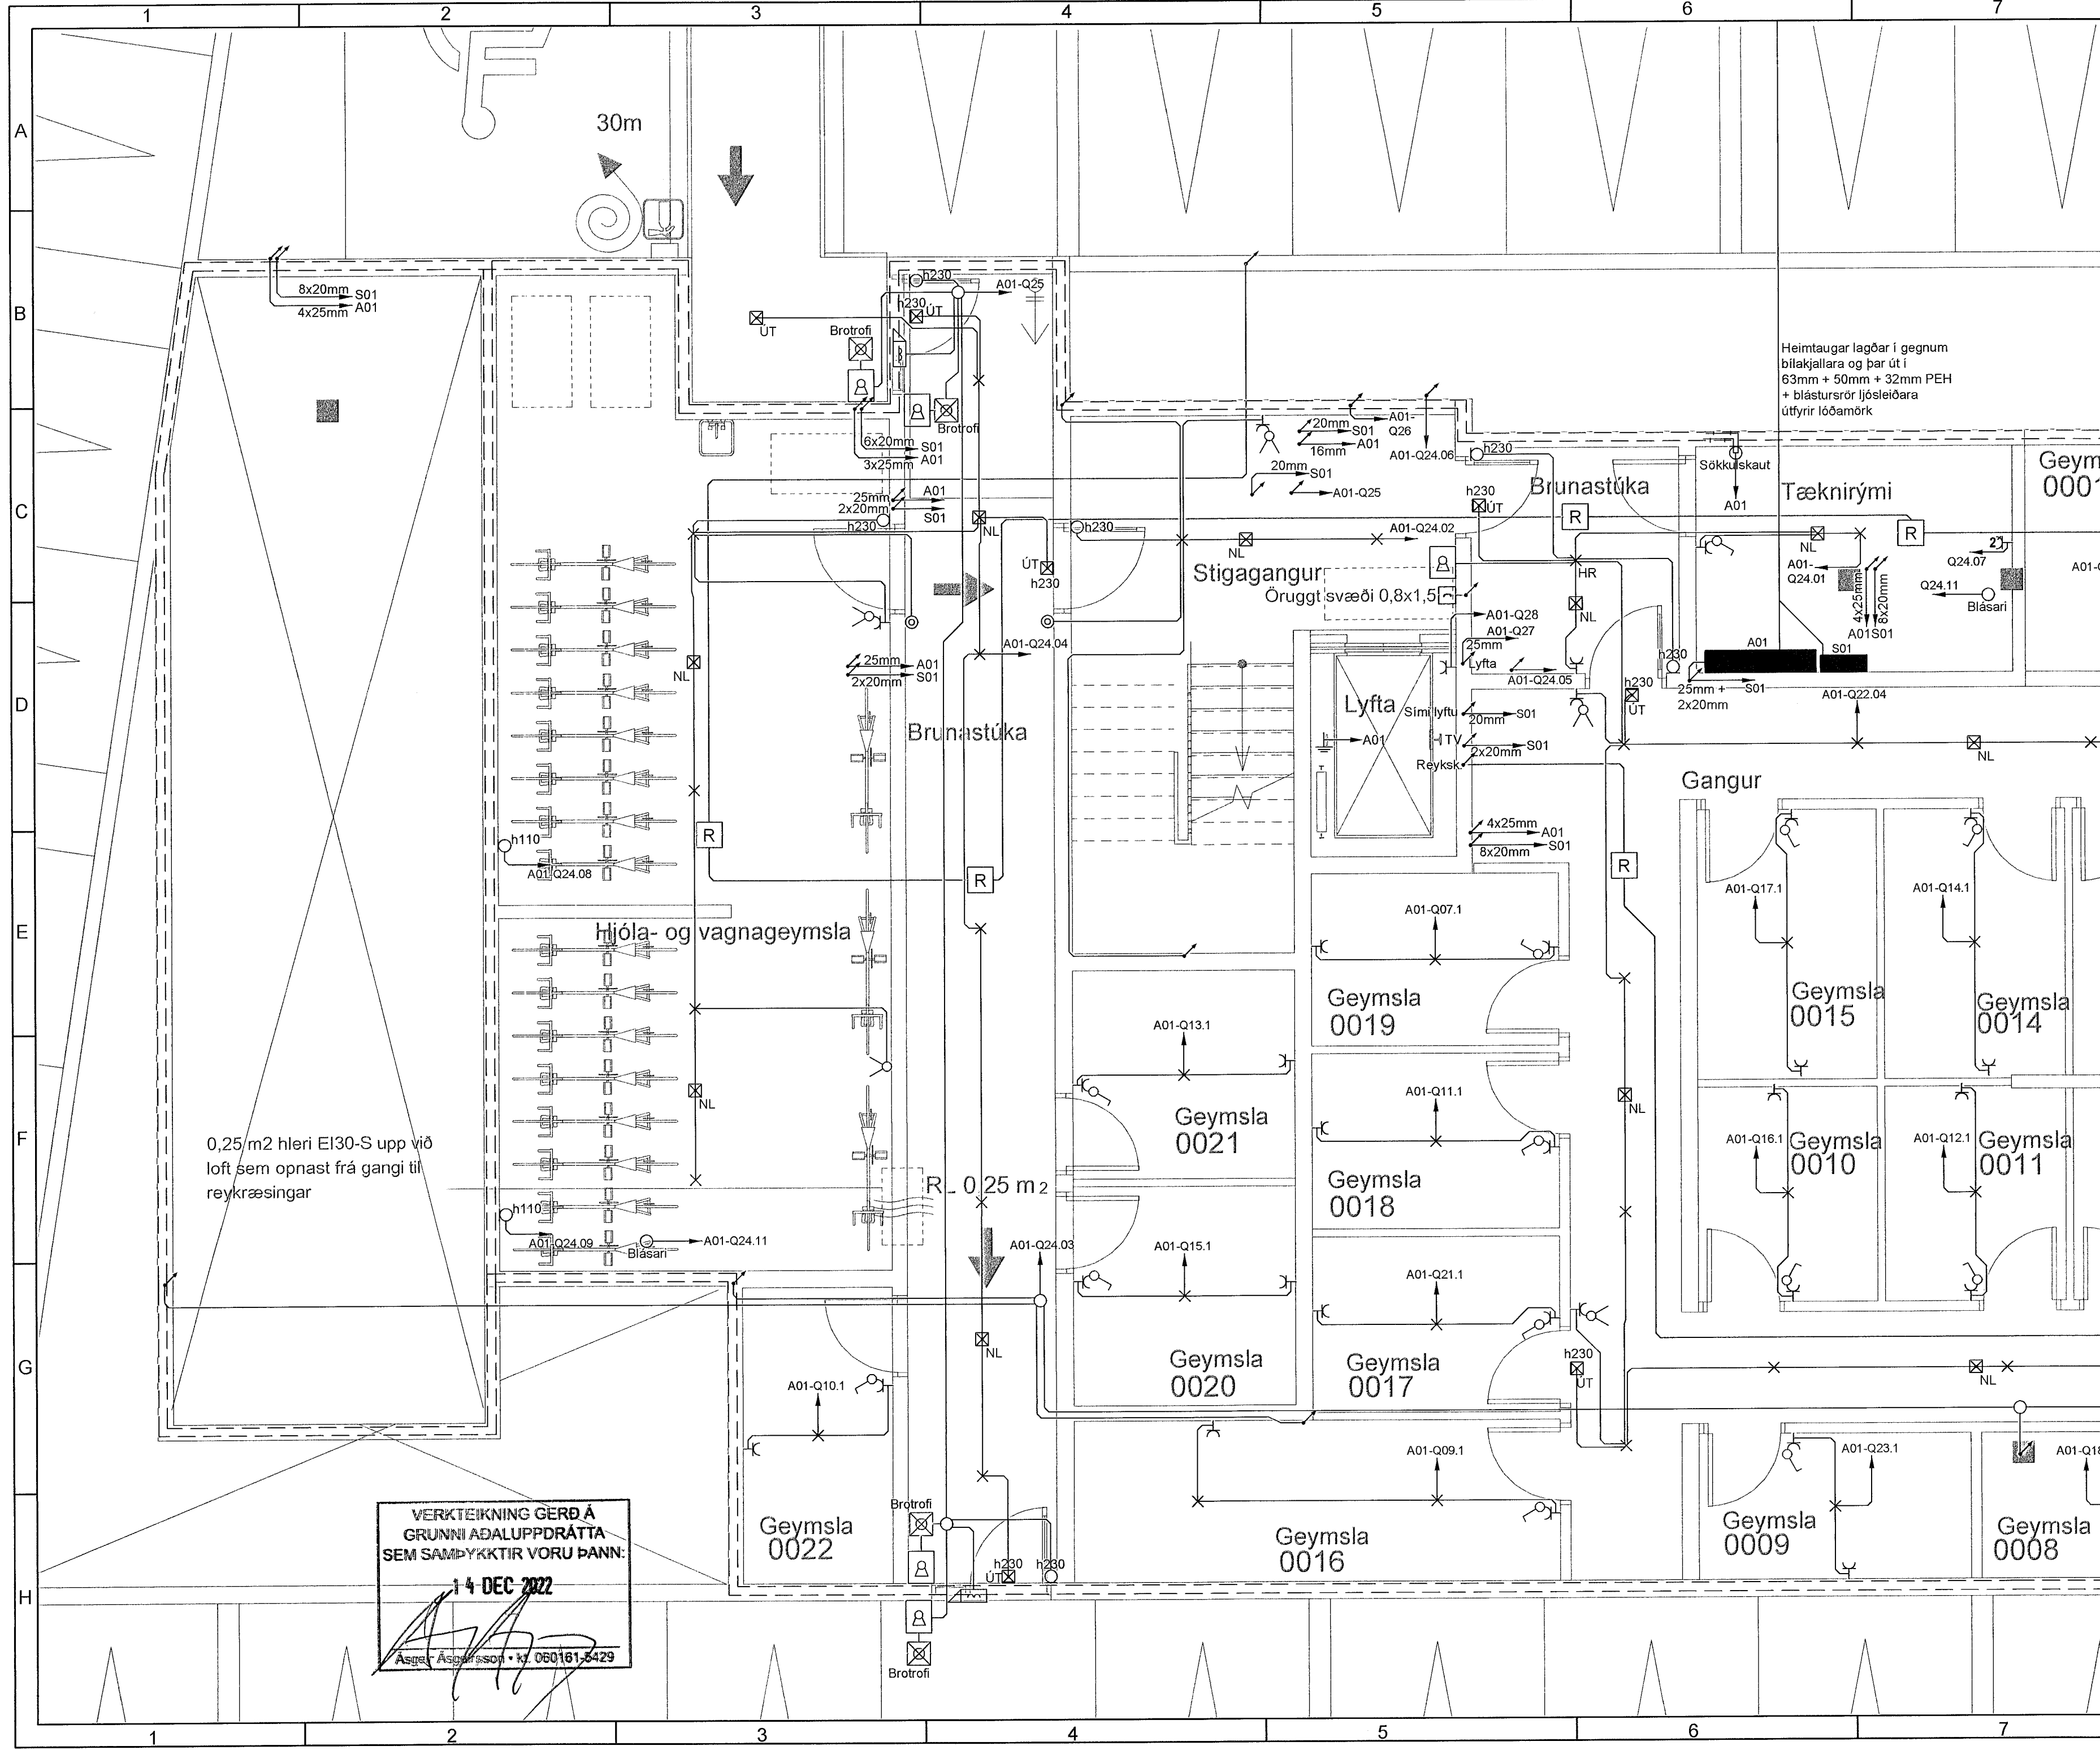 1 2 3 4 5 6 7
A
B
C
D
E
F
G
H
30m
8x20mm S01
4x25mm A01
h230
A01-Q25
h230
ÚT
ÚT
Brotrofi
Brotrofi
6x20mm S01
3x25mm A01
25mm A01
2x20mm S01
h230
NL
ÚT
h230
h230
20mm S01
16mm A01
A01-
Q26
20mm S01
A01-Q25
A01-Q24.06
h230
A01-Q24.02
NL
h230
ÚT
Brunastúka
R
HR
NL
Stigagangur
Öruggt svæði 0,8x1,5
Heimtaugar lagðar í gegnum
bílakjallara og þar út í
63mm + 50mm + 32mm PEH
+ blástursrör ljósleiðara
útfyrir lóðamörk
Sökkulskaut
A01
Tæknirými
NL
R
A01-
Q24.01
4x25mm
8x20mm
A01 S01
2
Q24.07
Q24.11
Blásari
A01 S01
h230
25mm +
2x20mm
S01
A01-Q22.04
h230
ÚT
A01-Q28
A01-Q27
25mm
Lyfta
A01-Q24.05
Lyfta
A01
Sími lyftu
20mm S01
TV
2x20mm S01
Reyksk.
4x25mm A01
8x20mm S01
NL
Gangur
NL
25mm A01
2x20mm S01
A01-Q24.04
Brunastúka
R
R
R
h110
A01-Q24.08
Hjóla- og vagnageymsla
A01-Q07.1
Geymsla
0019
A01-Q17.1
Geymsla
0015
A01-Q14.1
Geymsla
0014
A01-Q13.1
Geymsla
0021
A01-Q11.1
Geymsla
0018
NL
NL
A01-Q16.1
Geymsla
0010
A01-Q12.1
Geymsla
0011
0,25 m2 hleri EI30-S upp við
loft sem opnast frá gangi til
reykræsingar
0,25 m2
h110
A01-Q24.09
Blásari
A01-Q24.11
A01-Q24.03
A01-Q15.1
Geymsla
0020
A01-Q21.1
Geymsla
0017
h230
ÚT
NL
NL
A01-Q10.1
Geymsla
0022
A01-Q09.1
Geymsla
0016
A01-Q23.1
Geymsla
0009
Geymsla
0008
Brotrofi
h230
ÚT
h230
Brotrofi
VERKTEIKNING GERÐ Á
GRUNNI AÐALUPPDRÁTTA
SEM SAMÞYKKTIR VORU ÞANN:
14 DEC 2022
Ásgeir Ásgeirsson • kt. 060161-5429
1 2 3 4 5 6 7